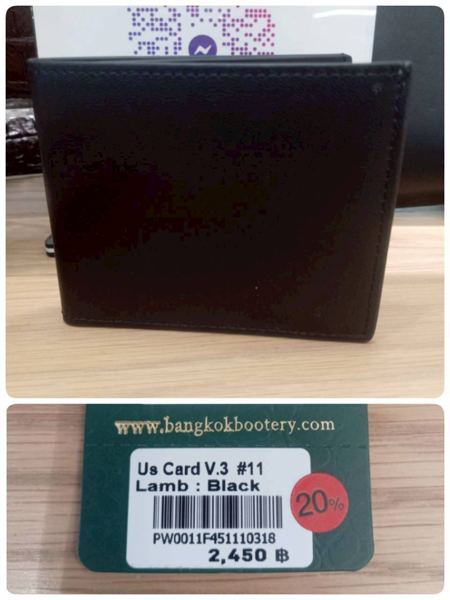 www.bangkokbootery.com
Us Card V.3 #11
Lamb : Black
20%
PW0011F451110318
2,450 ฿